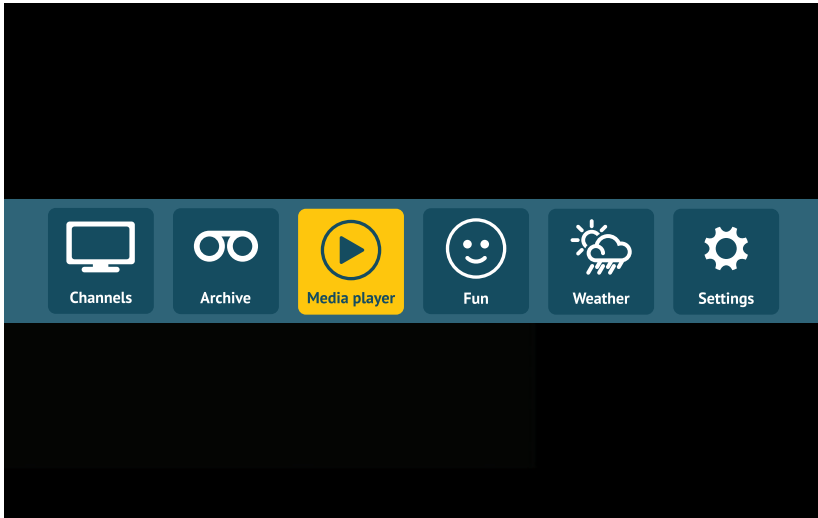 Channels
Archive
Media player
Fun
Weather
Settings